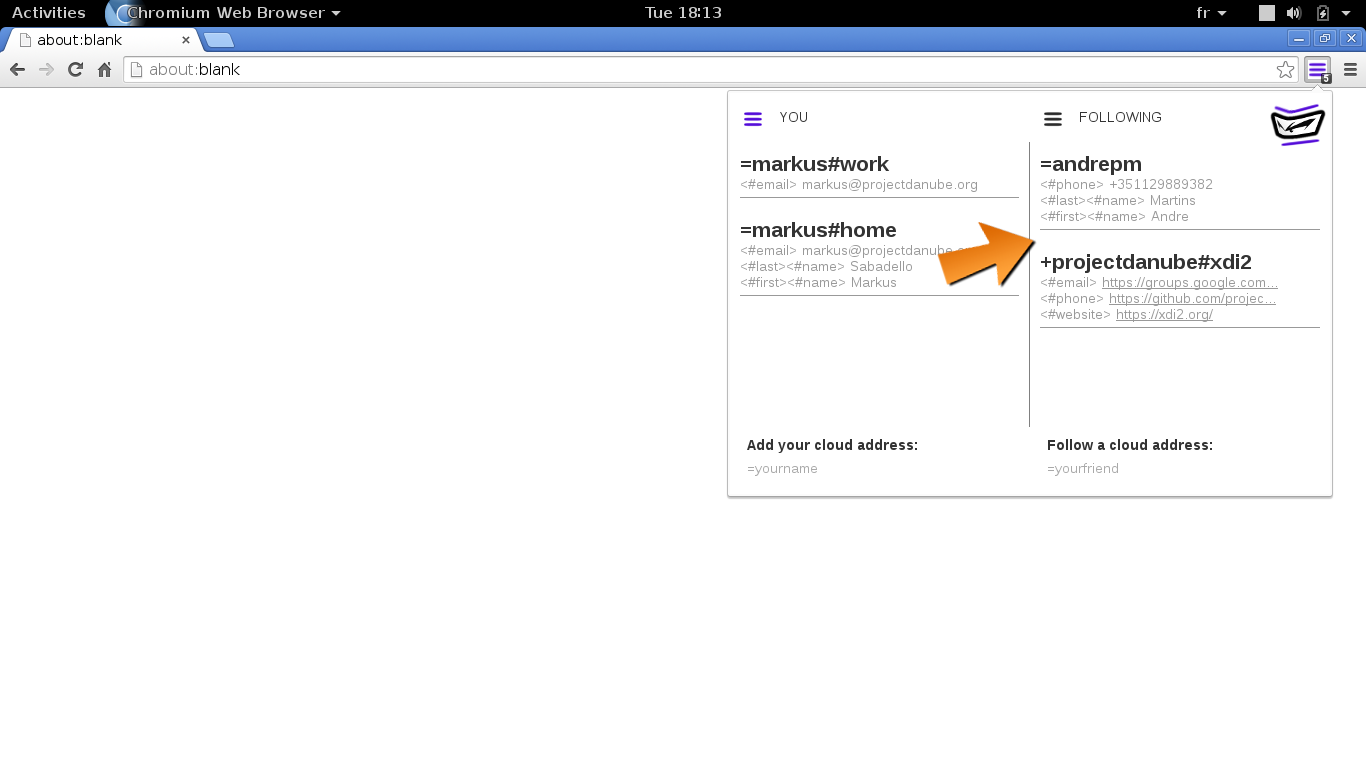 Activities Chromium Web Browser Tue 18:13 fr
about:blank
about:blank
5
YOU
=markus#work
<#email> markus@projectdanube.org
=markus#home
<#email> markus@projectdanube
<#last><#name> Sabadello
<#first><#name> Markus
Add your cloud address:
=yourname
FOLLOWING
=andrepm
<#phone> +351129889382
<#last><#name> Martins
<#first><#name> Andre
+projectdanube#xdi2
<#email> https://groups.google.com...
<#phone> https://github.com/projec...
<#website> https://xdi2.org/
Follow a cloud address:
=yourfriend